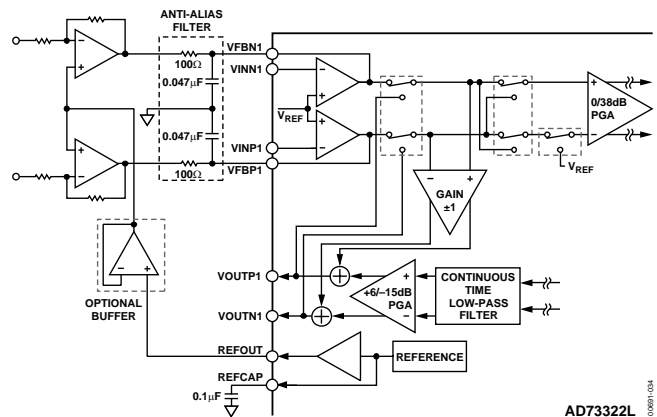 ANTI-ALIAS
FILTER
VFBN1
100Ω
VINN1
0.047µF
VREF
0/38dB
PGA
0.047µF
VINP1
VFBP1
100Ω
VREF
GAIN
±1
OPTIONAL
BUFFER
VOUTP1
+6/–15dB
PGA
CONTINUOUS
TIME
LOW-PASS
FILTER
VOUTN1
REFOUT
REFERENCE
REFCAP
0.1µF
AD73322L
00691-034